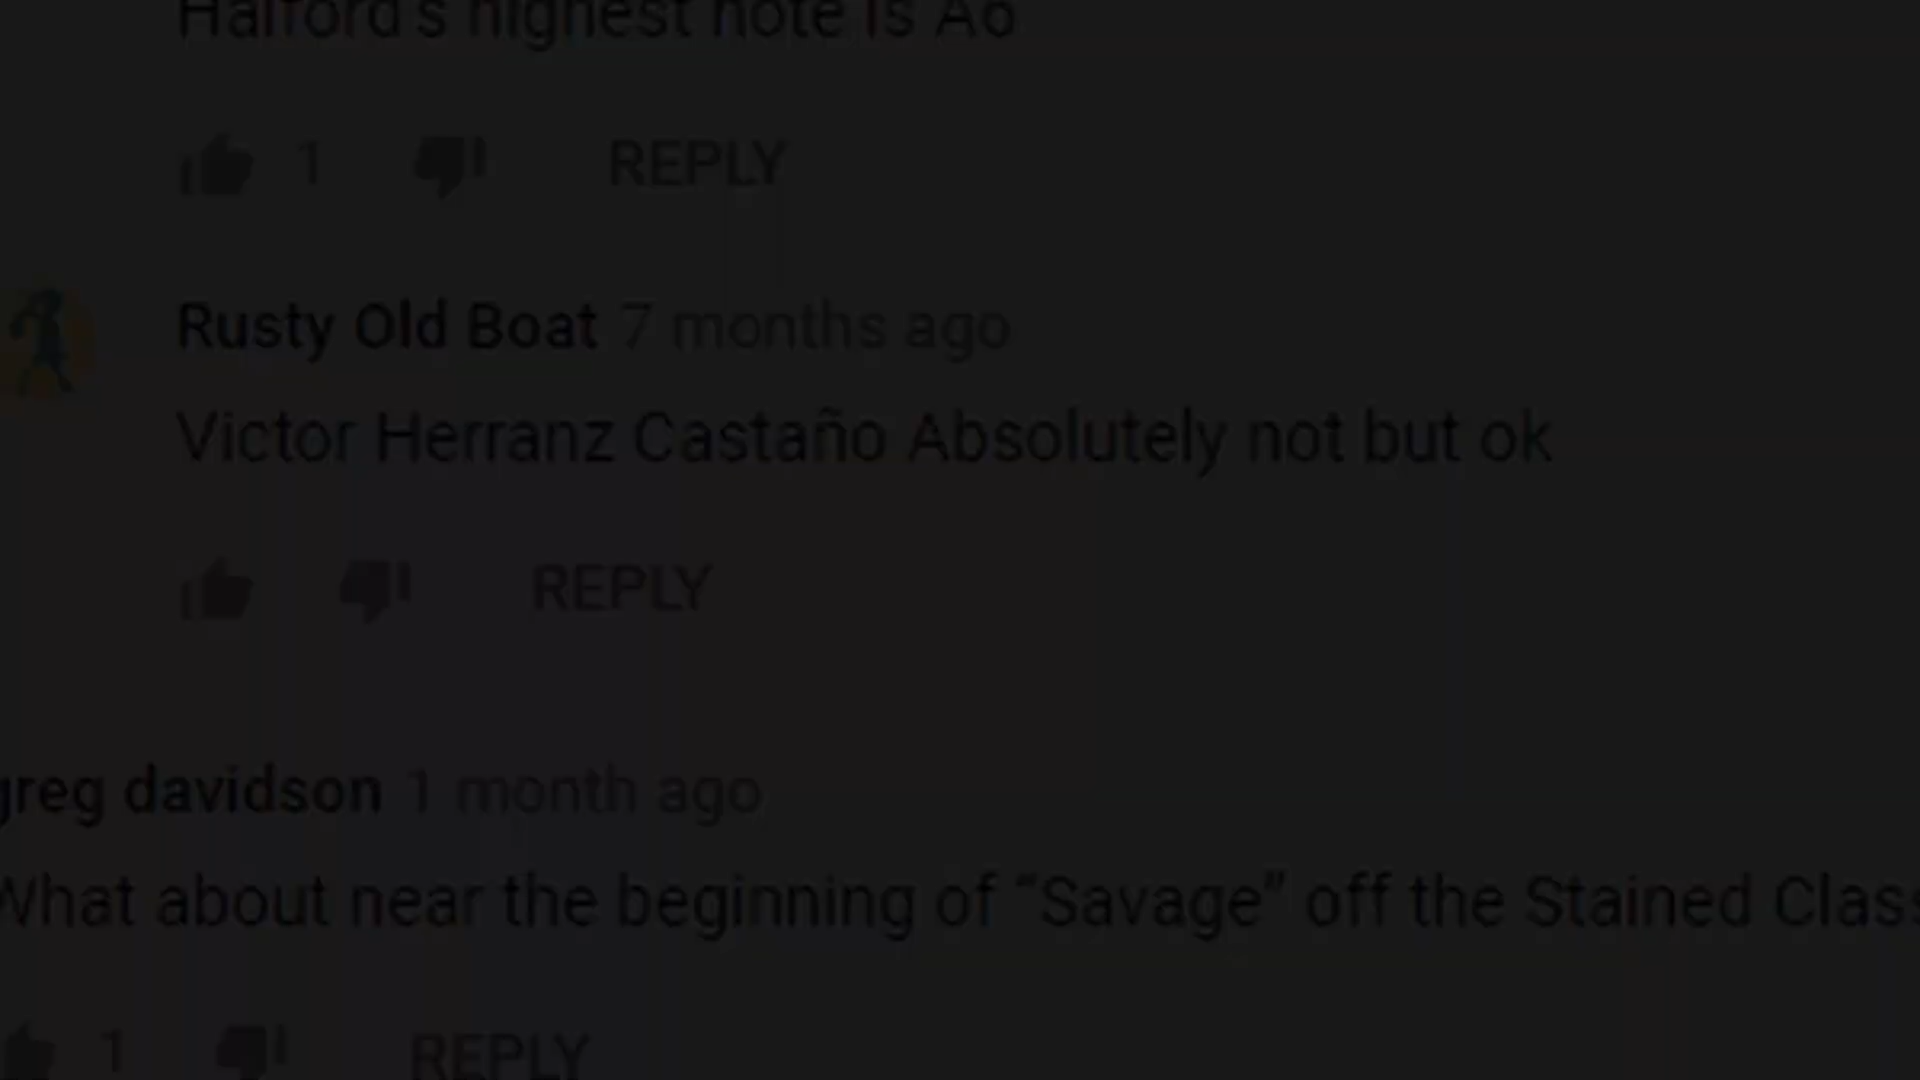 Halford's highest note is A6
1 REPLY
Rusty Old Boat 7 months ago
Victor Herranz Castaño Absolutely not but ok
REPLY
greg davidson 1 month ago
What about near the beginning of “Savage” off the Stained Class
1 REPLY